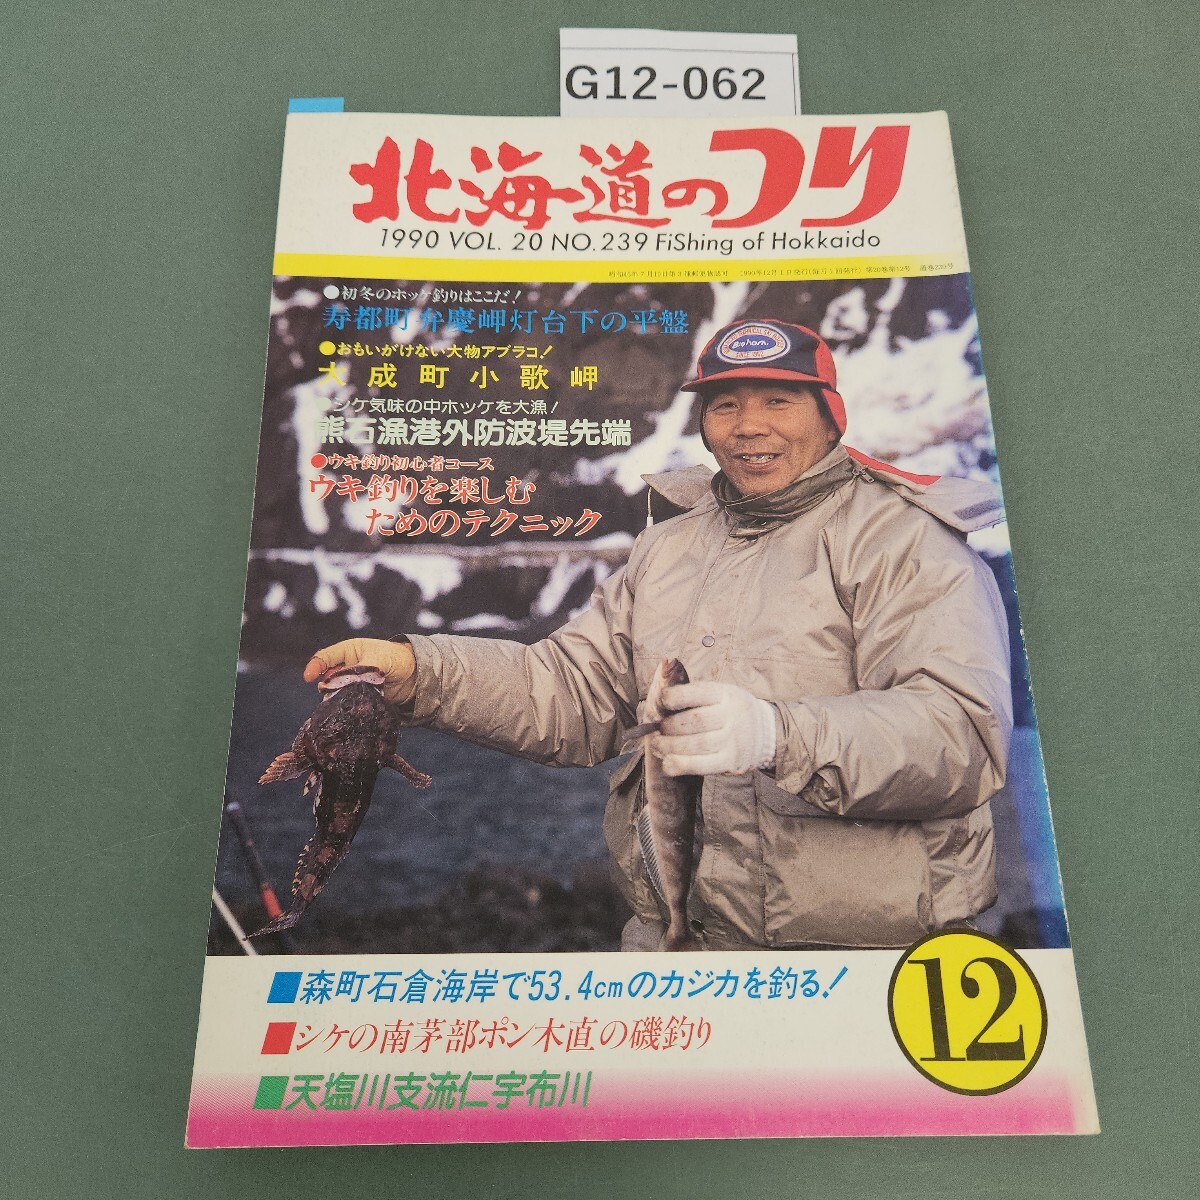 G12-062
北海道のつり
1990 VOL. 20 NO. 239 FiShing of Hokkaido
●初冬のホッケ釣りはここだ!
寿都町弁慶岬灯台下の平盤
●おもいがけない大物アブラコ!
大成町小歌岬
●シケ気味の中ホッケを大漁!
熊石漁港外防波堤先端
●ウキ釣り初心者コース
ウキ釣りを楽しむ
ためのテクニック
■森町石倉海岸で53.4cmのカジカを釣る!
■シケの南茅部ポン木直の磯釣り
■天塩川支流仁宇布川
12